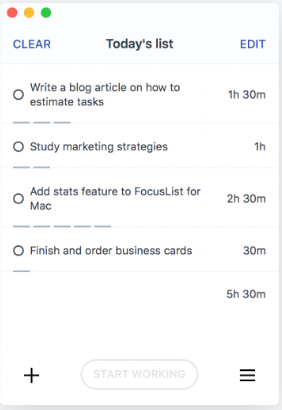 CLEAR Today's list EDIT
Write a blog article on how to
estimate tasks
1h 30m
Study marketing strategies 1h
Add stats feature to FocusList for
Mac
2h 30m
Finish and order business cards 30m
5h 30m
START WORKING